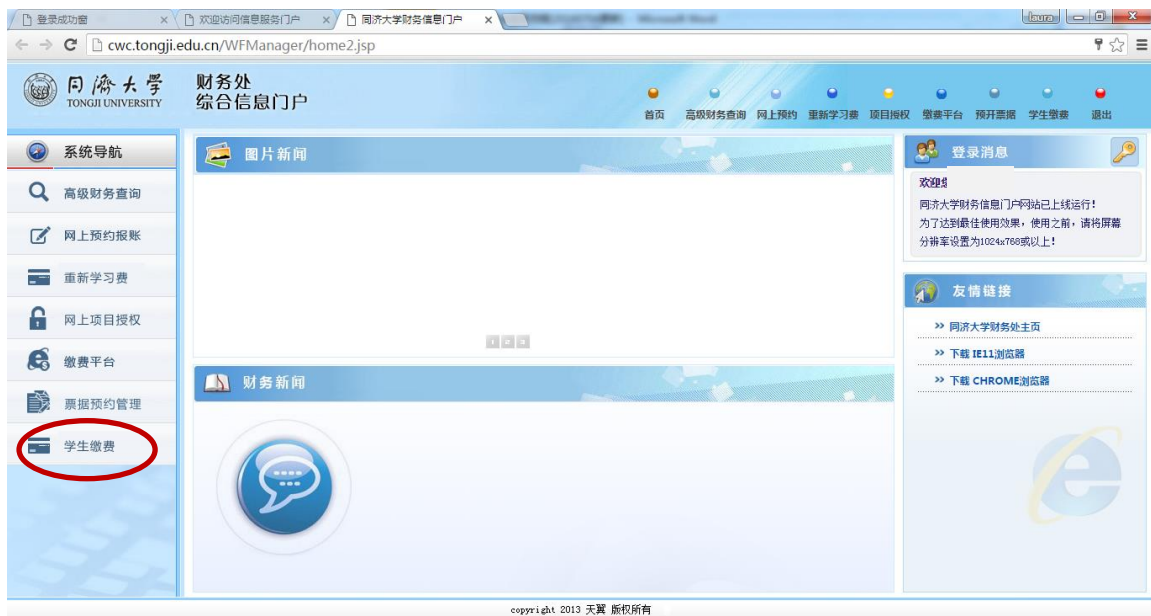 登录成功窗
欢迎访问信息服务门户
同济大学财务信息门户
laura
cwc.tongji.edu.cn/WFManager/home2.jsp
同濟大學
TONGJI UNIVERSITY
财务处
综合信息门户
首页 高级财务查询 网上预约 重新学习费 项目授权 缴费平台 预开票据 学生缴费 退出
系统导航
高级财务查询
网上预约报账
重新学习费
网上项目授权
缴费平台
票据预约管理
学生缴费
图片新闻
1 2 3
财务新闻
登录消息
欢迎
同济大学财务信息门户网站已上线运行!
为了达到最佳使用效果，使用之前，请将屏幕
分辨率设置为1024x768或以上!
友情链接
>> 同济大学财务处主页
>> 下载 IE11浏览器
>> 下载 CHROME浏览器
copyright 2013 天翼 版权所有